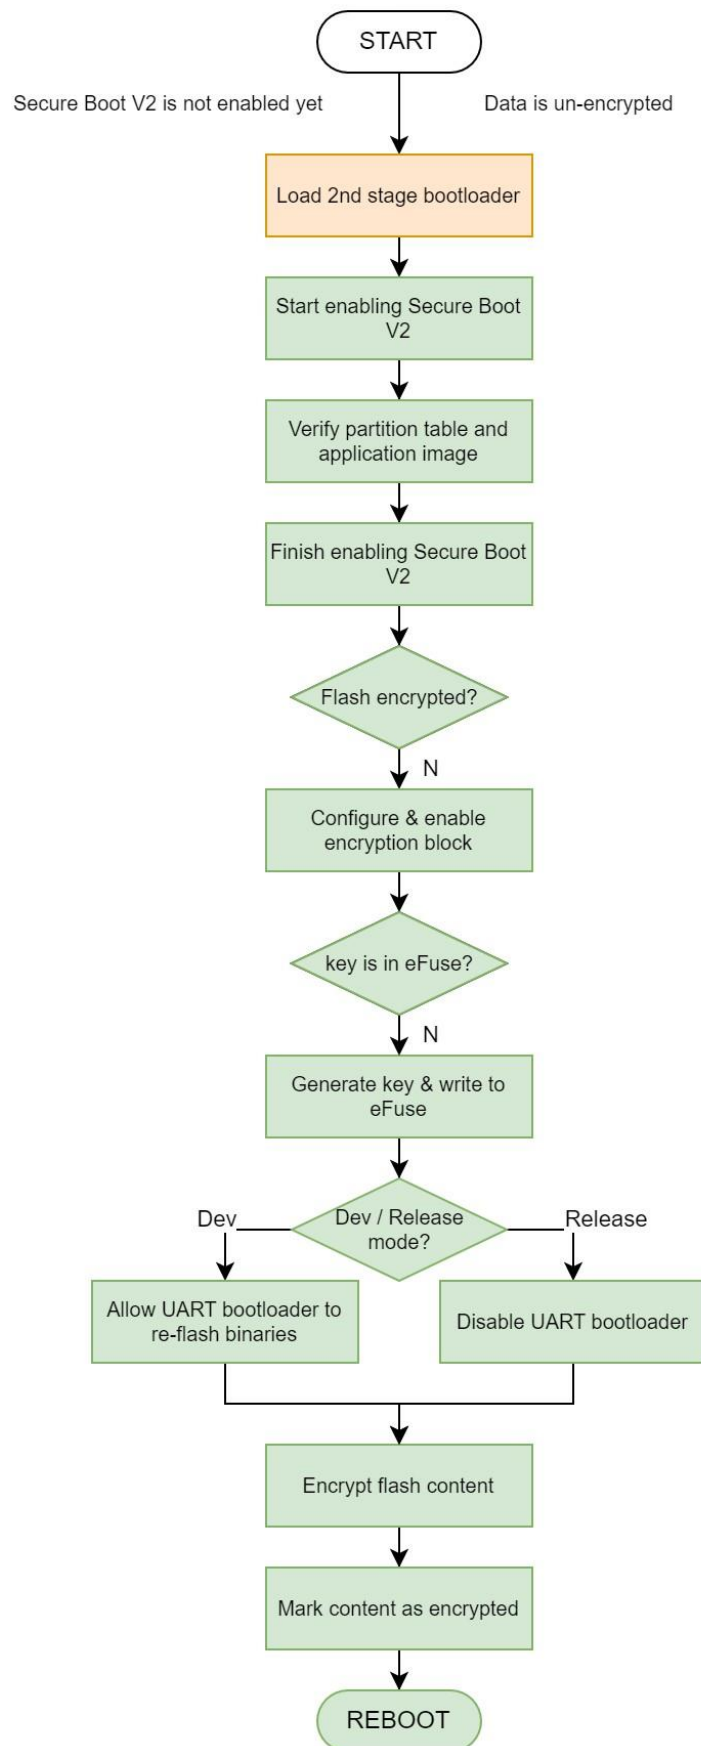 START
Secure Boot V2 is not enabled yet
Data is un-encrypted
Load 2nd stage bootloader
Start enabling Secure Boot
V2
Verify partition table and
application image
Finish enabling Secure Boot
V2
Flash encrypted?
N
Configure & enable
encryption block
key is in eFuse?
N
Generate key & write to
eFuse
Dev / Release
mode?
Dev
Release
Allow UART bootloader to
re-flash binaries
Disable UART bootloader
Encrypt flash content
Mark content as encrypted
REBOOT